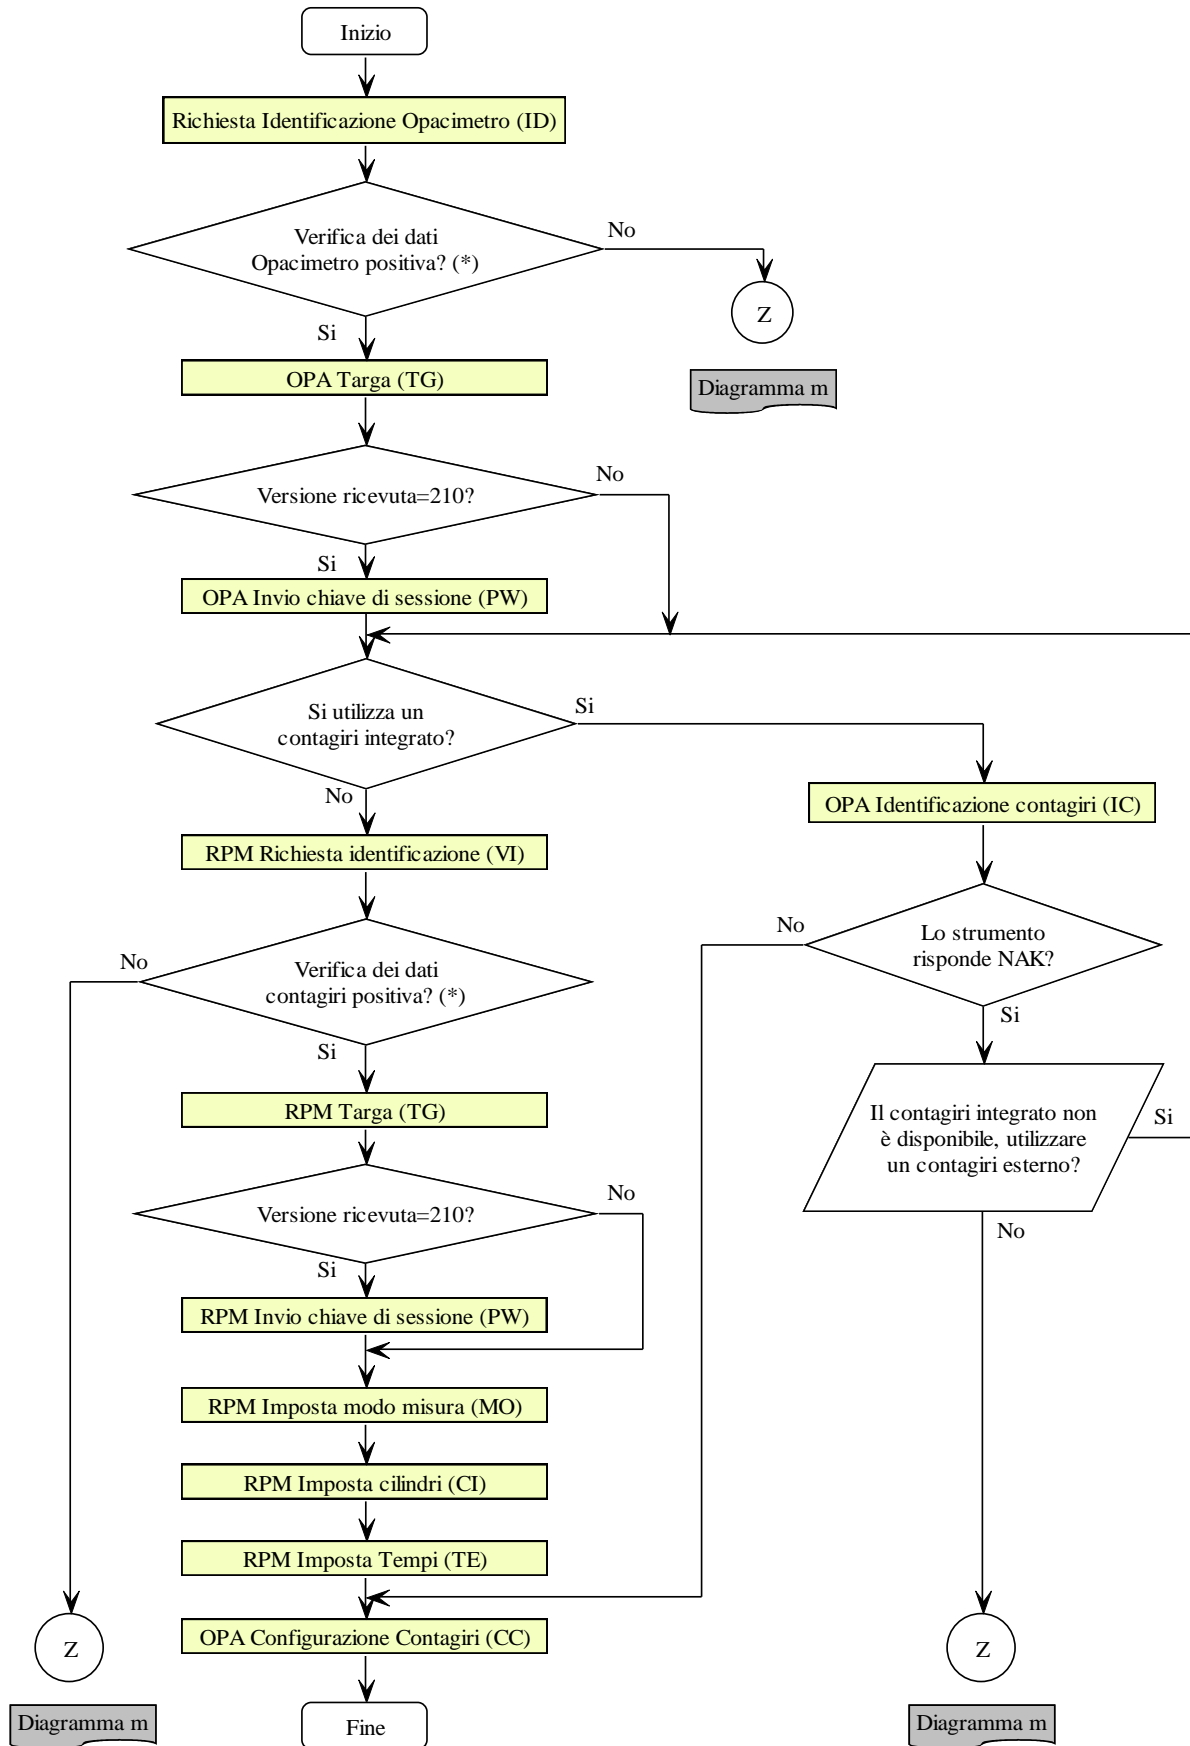 Inizio
Richiesta Identificazione Opacimetro (ID)
Verifica dei dati
Opacimetro positiva? (*)
No
Z
Diagramma m
Si
OPA Targa (TG)
Versione ricevuta=210?
No
Si
OPA Invio chiave di sessione (PW)
Si utilizza un
contagiri integrato?
Si
No
OPA Identificazione contagiri (IC)
RPM Richiesta identificazione (VI)
Lo strumento
risponde NAK?
No
Si
Verifica dei dati
contagiri positiva? (*)
No
Si
Il contagiri integrato non
è disponibile, utilizzare
un contagiri esterno?
Si
No
RPM Targa (TG)
Versione ricevuta=210?
No
Si
RPM Invio chiave di sessione (PW)
RPM Imposta modo misura (MO)
RPM Imposta cilindri (CI)
RPM Imposta Tempi (TE)
OPA Configurazione Contagiri (CC)
Z
Z
Diagramma m
Fine
Diagramma m